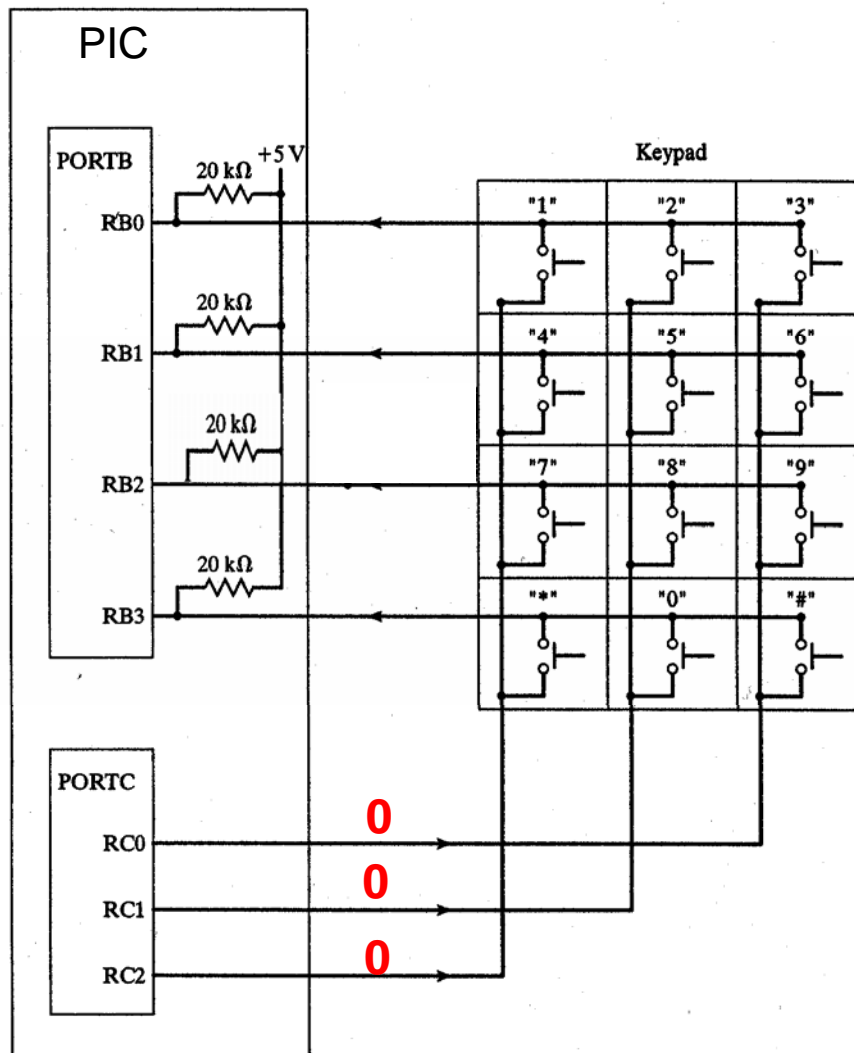 PIC
PORTB
+5 V
20 kΩ
RB0
20 kΩ
RB1
20 kΩ
RB2
20 kΩ
RB3
Keypad
"1" "2" "3"
"4" "5" "6"
"7" "8" "9"
"*" "0" "#"
PORTC
RC0
0
RC1
0
RC2
0